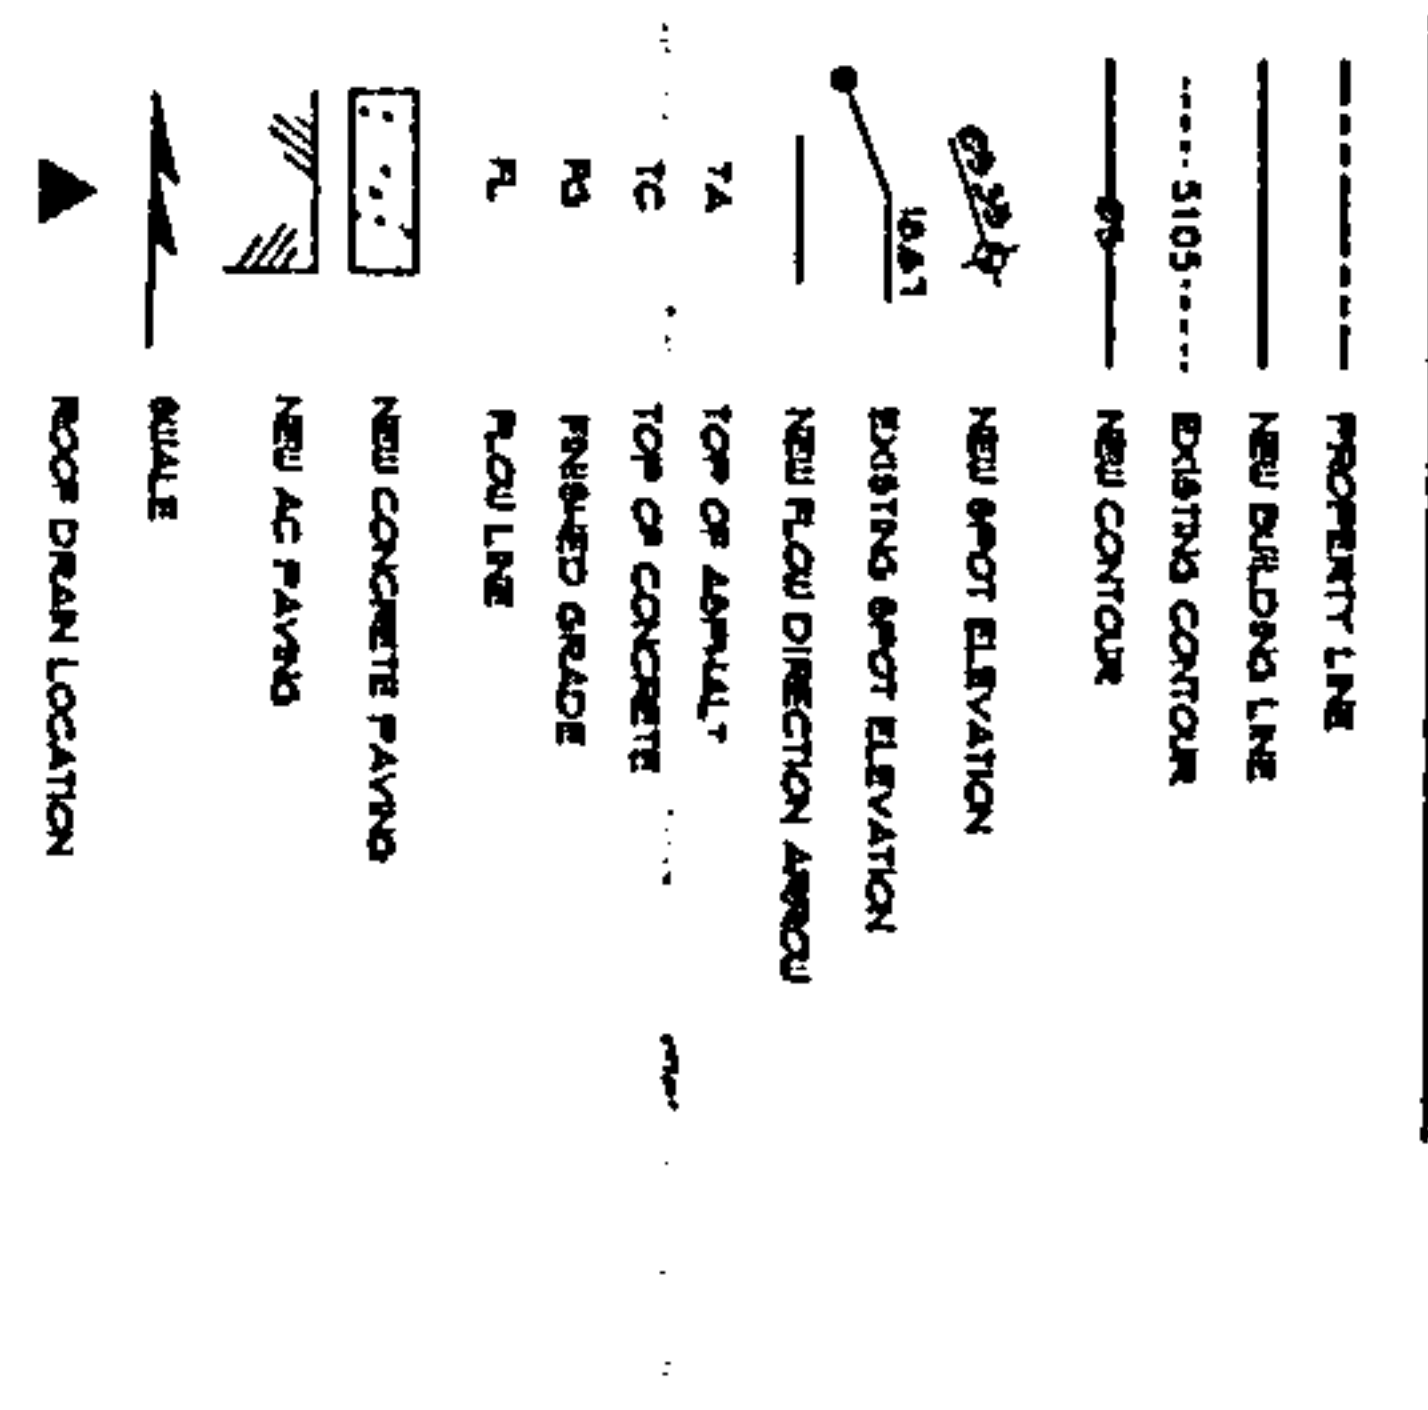 PROPERTY LINE
NEW BUILDING LINE
5105 EXISTING CONTOUR
NEW CONTOUR
NEW SPOT ELEVATION
EXISTING SPOT ELEVATION
NEW FLOW DIRECTION ARROW
TA TOP OF ASPHALT
TC TOP OF CONCRETE
FG FINISHED GRADE
FL FLOW LINE
NEW CONCRETE PAVING
NEW AC PAVING
SWALE
ROOF DRAIN LOCATION